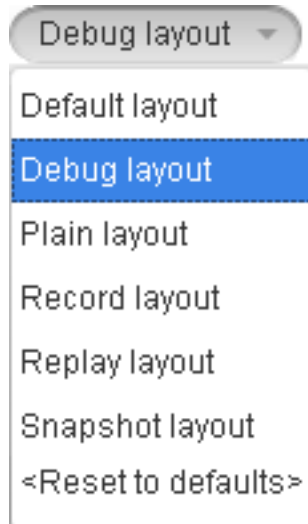 Debug layout
Default layout
Debug layout
Plain layout
Record layout
Replay layout
Snapshot layout
<Reset to defaults>